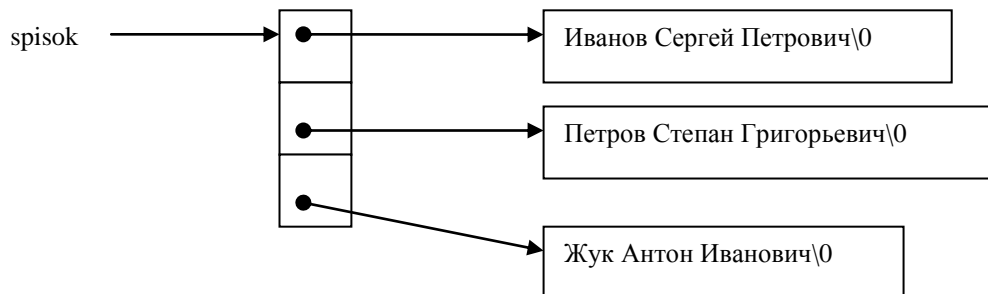 spisok
Иванов Сергей Петрович\0
Петров Степан Григорьевич\0
Жук Антон Иванович\0